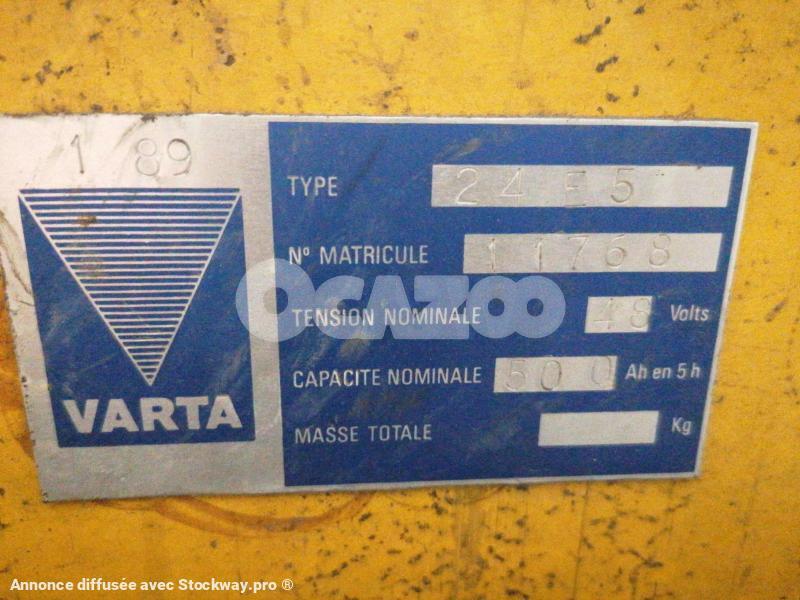 1 89
VARTA
TYPE 24 E 5
Nº MATRICULE 11768
TENSION NOMINALE 48 Volts
CAPACITE NOMINALE 500 Ah en 5 h
MASSE TOTALE Kg
OCAZOO
Annonce diffusée avec Stockway.pro ®